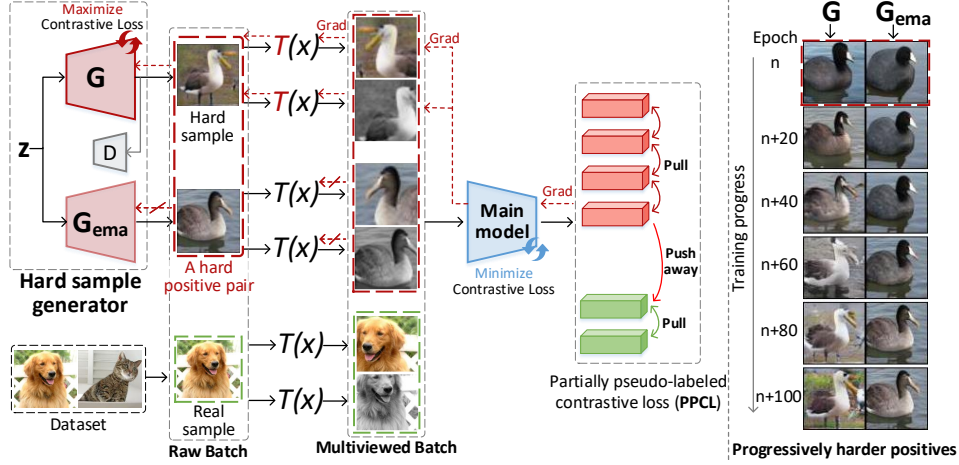 Maximize
Contrastive Loss
G
D
z
G ema
Hard sample
generator
Dataset
Hard
sample
A hard
positive pair
Real
sample
Raw Batch
T(x)
T(x)
T(x)
T(x)
T(x)
T(x)
Grad
Grad
Multiviewed Batch
Main
model
Minimize
Contrastive Loss
Grad
Pull
Push
away
Pull
Partially pseudo-labeled
contrastive loss (PPCL)
G G ema
Epoch
n
n+20
n+40
n+60
n+80
n+100
Training progress
Progressively harder positives